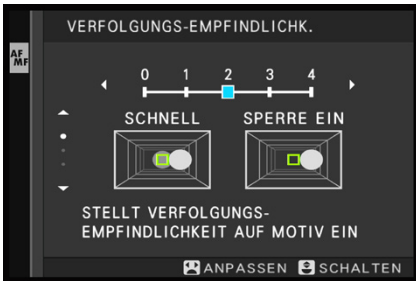 VERFOLGUNGS-EMPFINDLICHK.
AF
MF
0 1 2 3 4
SCHNELL SPERRE EIN
STELLT VERFOLGUNGS-
EMPFINDLICHKEIT AUF MOTIV EIN
ANPASSEN SCHALTEN